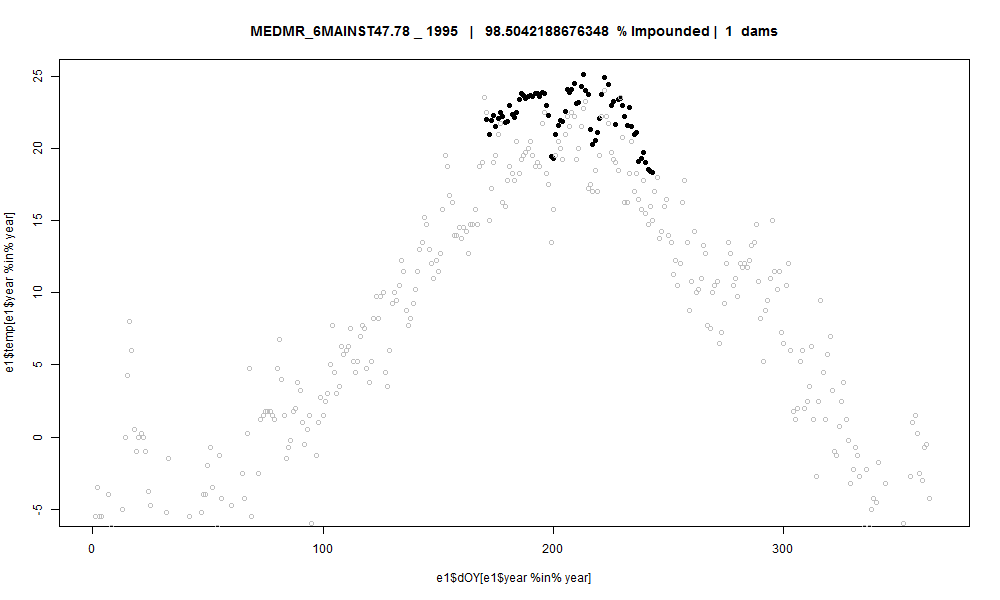 MEDMR_6MAINST47.78 _ 1995 | 98.5042188676348 % Impounded | 1 dams
25
20
15
10
5
0
-5
e1$temp[e1$year %in% year]
0 100 200 300
e1$dOY[e1$year %in% year]